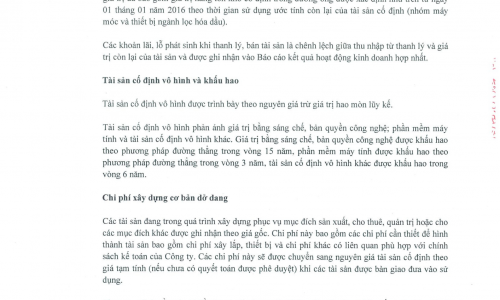 01 tháng 01 năm 2016 theo thời gian sử dụng ước tính còn lại của tài sản cố định (nhóm máy
móc và thiết bị ngành lọc hóa dầu).
Các khoản lãi, lỗ phát sinh khi thanh lý, bán tài sản là chênh lệch giữa thu nhập từ thanh lý và giá
trị còn lại của tài sản và được ghi nhận vào Báo cáo kết quả hoạt động kinh doanh hợp nhất.
Tài sản cố định vô hình và khấu hao
Tài sản cố định vô hình được trình bày theo nguyên giá trừ giá trị hao mòn lũy kế.
Tài sản cố định vô hình phản ánh giá trị bằng sáng chế, bản quyền công nghệ; phần mềm máy
tính và tài sản cố định vô hình khác. Giá trị bằng sáng chế, bản quyền công nghệ được khấu hao
theo phương pháp đường thẳng trong vòng 15 năm, phần mềm máy tính được khấu hao theo
phương pháp đường thẳng trong vòng 3 năm, tài sản cố định vô hình khác được khấu hao trong
vòng 6 năm.
Chi phí xây dựng cơ bản dở dang
Các tài sản đang trong quá trình xây dựng phục vụ mục đích sản xuất, cho thuê, quản trị hoặc cho
các mục đích khác được ghi nhận theo giá gốc. Chi phí này bao gồm các chi phí cần thiết để hình
thành tài sản bao gồm chi phí xây lắp, thiết bị và chi phí khác có liên quan phù hợp với chính
sách kế toán của Công ty. Các chi phí này sẽ được chuyển sang nguyên giá tài sản cố định theo
giá tạm tính (nếu chưa có quyết toán được phê duyệt) khi các tài sản được bàn giao đưa vào sử
dụng.